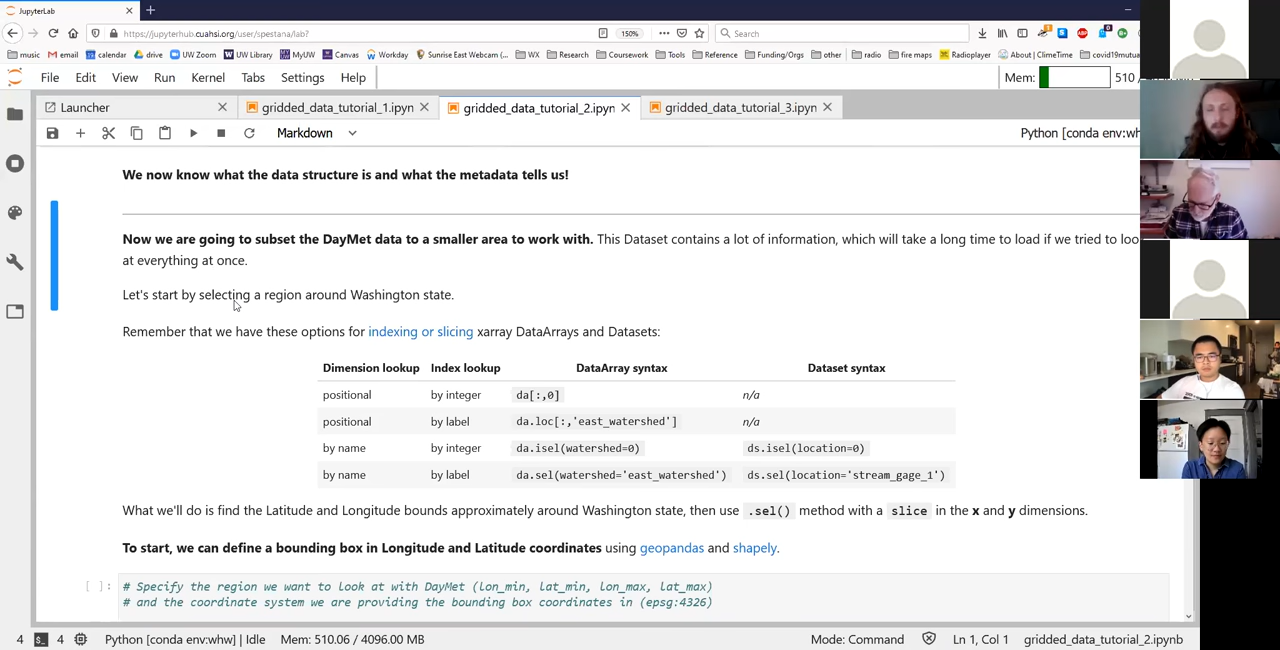 JupyterLab
https://jupyterhub.cuahsi.org/user/spestana/lab?
150%
Search
music
email
calendar
drive
UW Zoom
UW Library
MyUW
Canvas
Workday
Sunrise East Webcam (...
WX
Research
Coursework
Tools
Reference
Funding/Orgs
other
radio
fire maps
Radioplayer
About | ClimeTime
covid19mutua
File Edit View Run Kernel Tabs Settings Help
Mem: 510 /
Launcher
gridded_data_tutorial_1.ipyn
gridded_data_tutorial_2.ipyn
gridded_data_tutorial_3.ipyn
Markdown
Python [conda env:wh
We now know what the data structure is and what the metadata tells us!
Now we are going to subset the DayMet data to a smaller area to work with. This Dataset contains a lot of information, which will take a long time to load if we tried to loo
at everything at once.
Let's start by selecting a region around Washington state.
Remember that we have these options for indexing or slicing xarray DataArrays and Datasets:
Dimension lookup Index lookup DataArray syntax Dataset syntax
positional by integer da[:,0] n/a
positional by label da.loc[:,'east_watershed'] n/a
by name by integer da.isel(watershed=0) ds.isel(location=0)
by name by label da.sel(watershed='east_watershed') ds.sel(location='stream_gage_1')
What we'll do is find the Latitude and Longitude bounds approximately around Washington state, then use .sel() method with a slice in the x and y dimensions.
To start, we can define a bounding box in Longitude and Latitude coordinates using geopandas and shapely.
[ ]: # Specify the region we want to look at with DayMet (lon_min, lat_min, lon_max, lat_max)
# and the coordinate system we are providing the bounding box coordinates in (epsg:4326)
4 4 Python [conda env:whw] | Idle Mem: 510.06 / 4096.00 MB Mode: Command Ln 1, Col 1 gridded_data_tutorial_2.ipynb